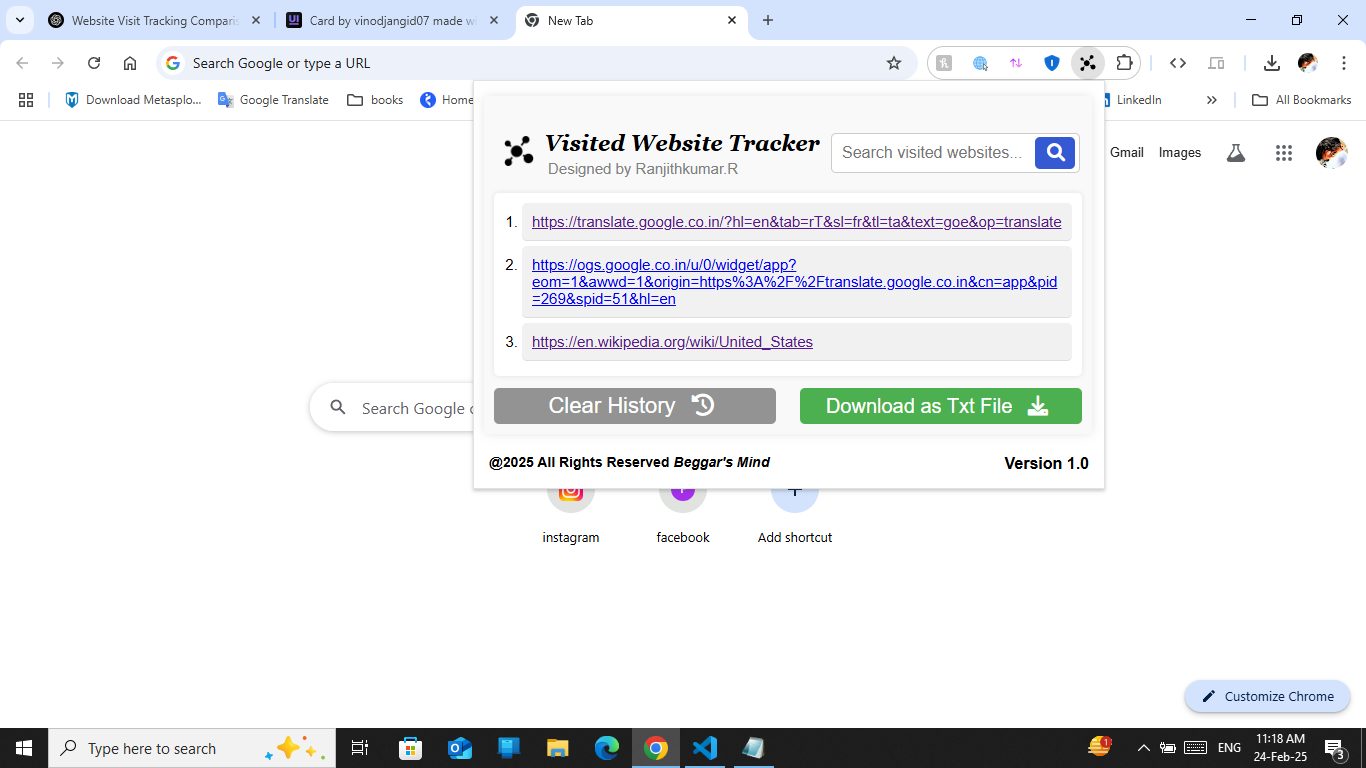 Website Visit Tracking Comparis
Card by vinodjangid07 made wi
New Tab
Search Google or type a URL
Download Metasplo...
Google Translate
books
Home
LinkedIn
All Bookmarks
Visited Website Tracker
Designed by Ranjithkumar.R
Search visited websites...
Gmail
Images
1. https://translate.google.co.in/?hl=en&tab=rT&sl=fr&tl=ta&text=goe&op=translate
2. https://ogs.google.co.in/u/0/widget/app?
eom=1&awwd=1&origin=https%3A%2F%2Ftranslate.google.co.in&cn=app&pid
=269&spid=51&hl=en
3. https://en.wikipedia.org/wiki/United_States
Search Google
Clear History
Download as Txt File
@2025 All Rights Reserved Beggar's Mind
Version 1.0
instagram
facebook
Add shortcut
Customize Chrome
Type here to search
1
ENG
11:18 AM
24-Feb-25
3